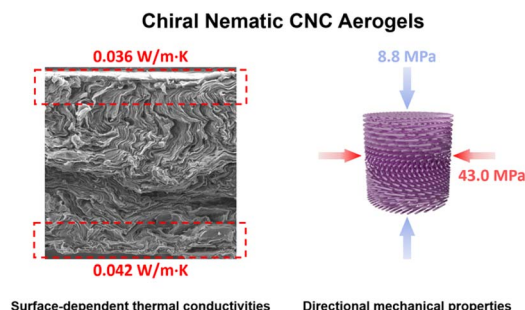 Chiral Nematic CNC Aerogels
0.036 W/m·K
8.8 MPa
43.0 MPa
0.042 W/m·K
Surface-dependent thermal conductivities
Directional mechanical properties